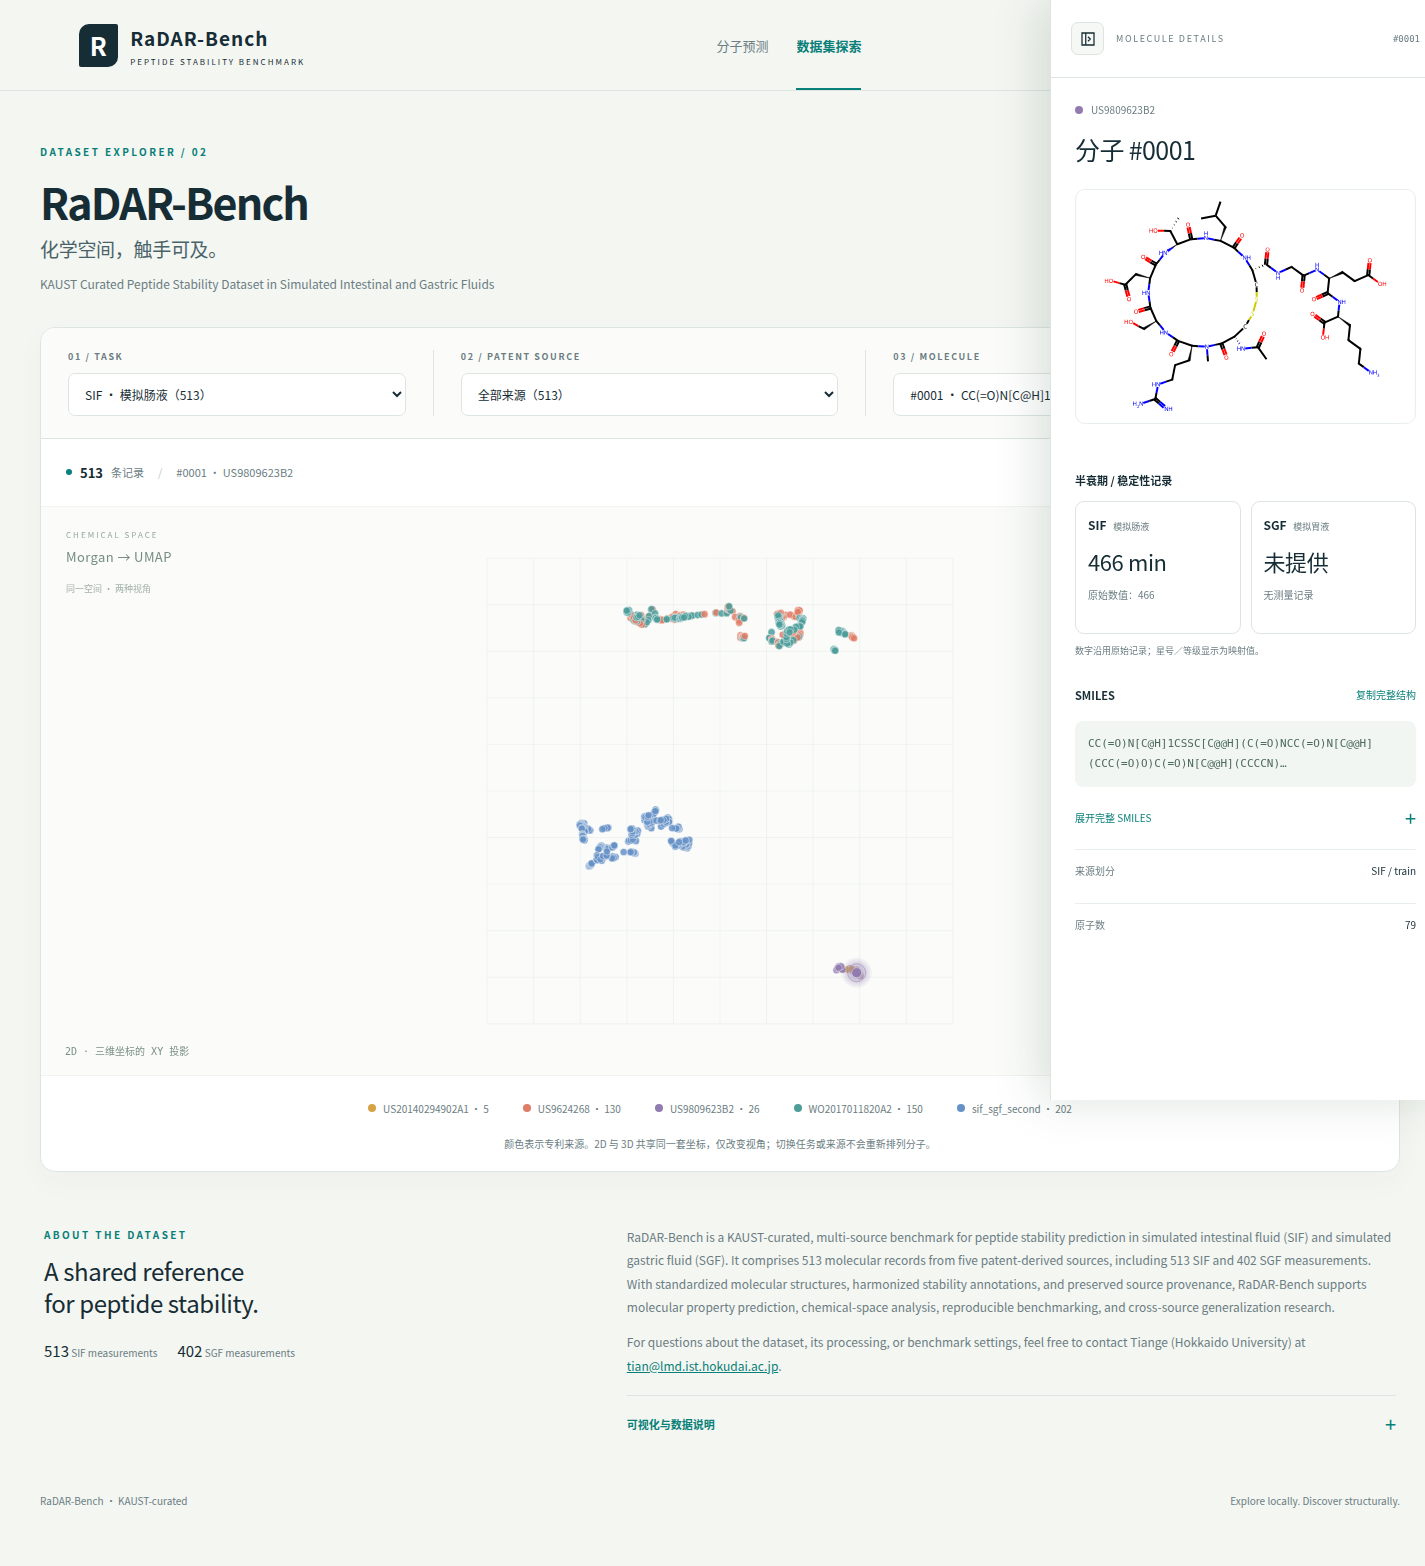 R
RaDAR-Bench
PEPTIDE STABILITY BENCHMARK
分子预测
数据集探索
DATASET EXPLORER / 02
RaDAR-Bench
化学空间，触手可及。
KAUST Curated Peptide Stability Dataset in Simulated Intestinal and Gastric Fluids
01 / TASK
SIF · 模拟肠液（513）
02 / PATENT SOURCE
全部来源（513）
03 / MOLECULE
#0001 · CC(=O)N[C@H]1
513 条记录 / #0001 · US9809623B2
CHEMICAL SPACE
Morgan → UMAP
同一空间 · 两种视角
2D · 三维坐标的 XY 投影
US20140294902A1 · 5
US9624268 · 130
US9809623B2 · 26
WO2017011820A2 · 150
sif_sgf_second · 202
颜色表示专利来源。2D 与 3D 共享同一套坐标，仅改变视角；切换任务或来源不会重新排列分子。
MOLECULE DETAILS
#0001
US9809623B2
分子 #0001
半衰期 / 稳定性记录
SIF 模拟肠液
466 min
原始数值：466
SGF 模拟胃液
未提供
无测量记录
数字沿用原始记录；星号／等级显示为映射值。
SMILES
复制完整结构
CC(=O)N[C@H]1CSSC[C@@H](C(=O)NCC(=O)N[C@@H]
(CCC(=O)O)C(=O)N[C@@H](CCCCN)…
展开完整 SMILES
+
来源划分
SIF / train
原子数
79
ABOUT THE DATASET
A shared reference
for peptide stability.
513 SIF measurements
402 SGF measurements
RaDAR-Bench is a KAUST-curated, multi-source benchmark for peptide stability prediction in simulated intestinal fluid (SIF) and simulated
gastric fluid (SGF). It comprises 513 molecular records from five patent-derived sources, including 513 SIF and 402 SGF measurements.
With standardized molecular structures, harmonized stability annotations, and preserved source provenance, RaDAR-Bench supports
molecular property prediction, chemical-space analysis, reproducible benchmarking, and cross-source generalization research.
For questions about the dataset, its processing, or benchmark settings, feel free to contact Tiange (Hokkaido University) at
tian@lmd.ist.hokudai.ac.jp.
可视化与数据说明
+
RaDAR-Bench · KAUST-curated
Explore locally. Discover structurally.